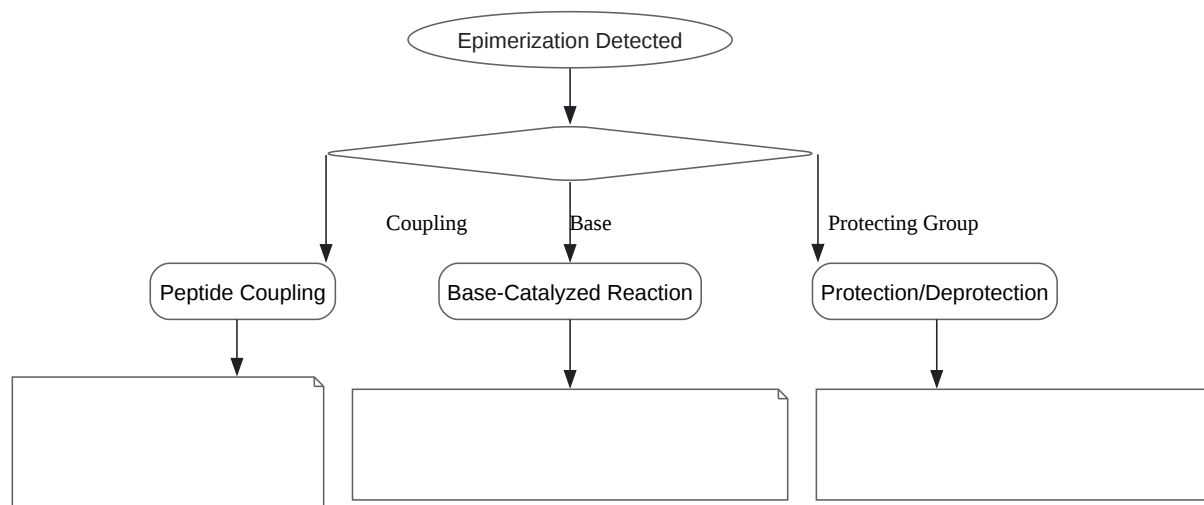 Epimerization Detected
Coupling
Base
Protecting Group
Peptide Coupling
Base-Catalyzed Reaction
Protection/Deprotection